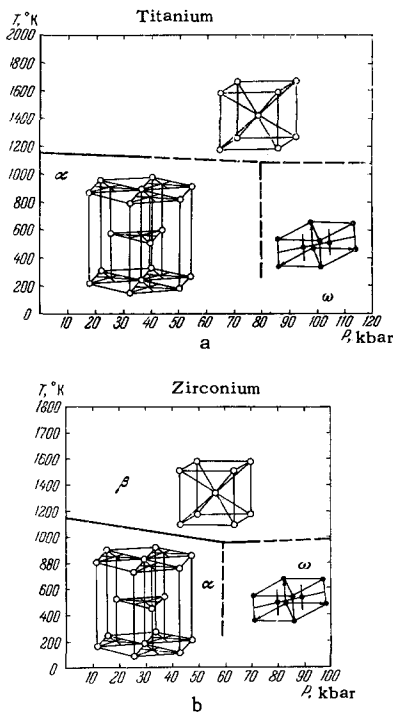 Titanium
T,°K
2000
1800
1600
1400
1200
1000
800
600
400
200
0
α
ω
10 20 30 40 50 60 70 80 90 100 110 120
P, kbar
a
Zirconium
T,°K
1800
1700
1600
1400
1200
1000
880
600
400
200
0
β
α
ω
10 20 30 40 50 60 70 80 90 100
P, kbar
b